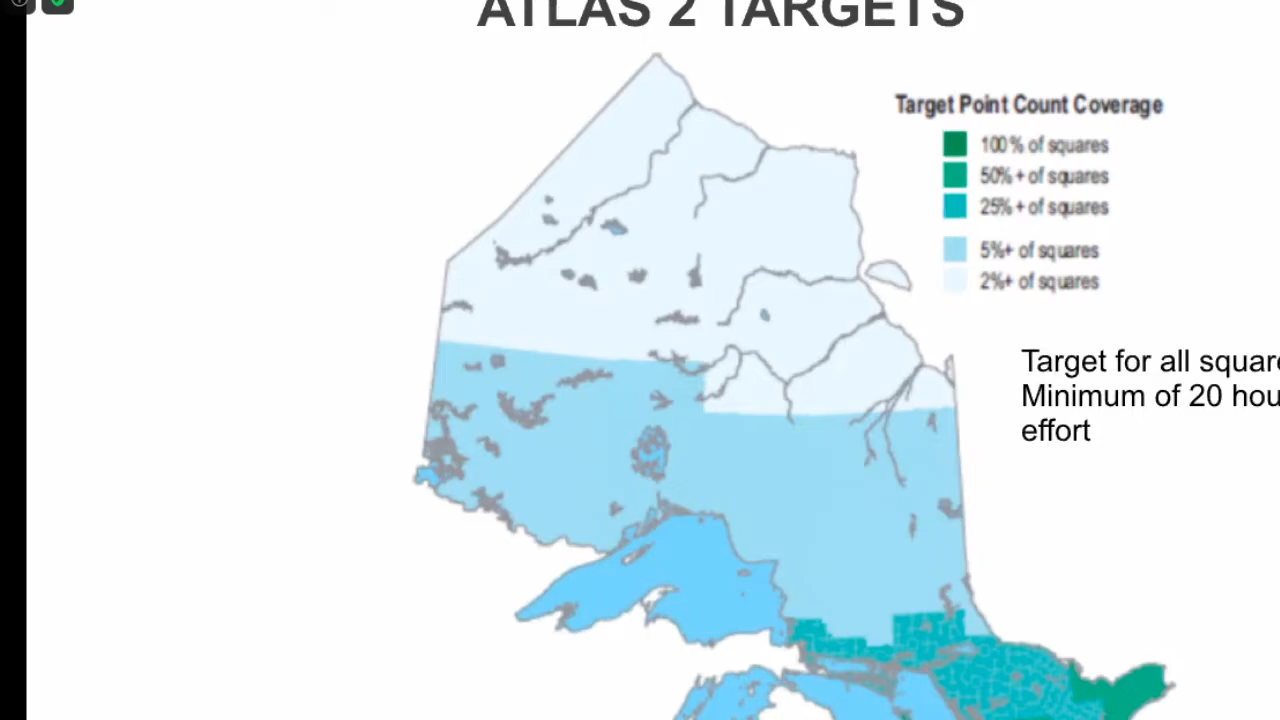 ATLAS 2 TARGETS
Target Point Count Coverage
100% of squares
50% + of squares
25% + of squares
5%+ of squares
2%+ of squares
Target for all square
Minimum of 20 hou
effort